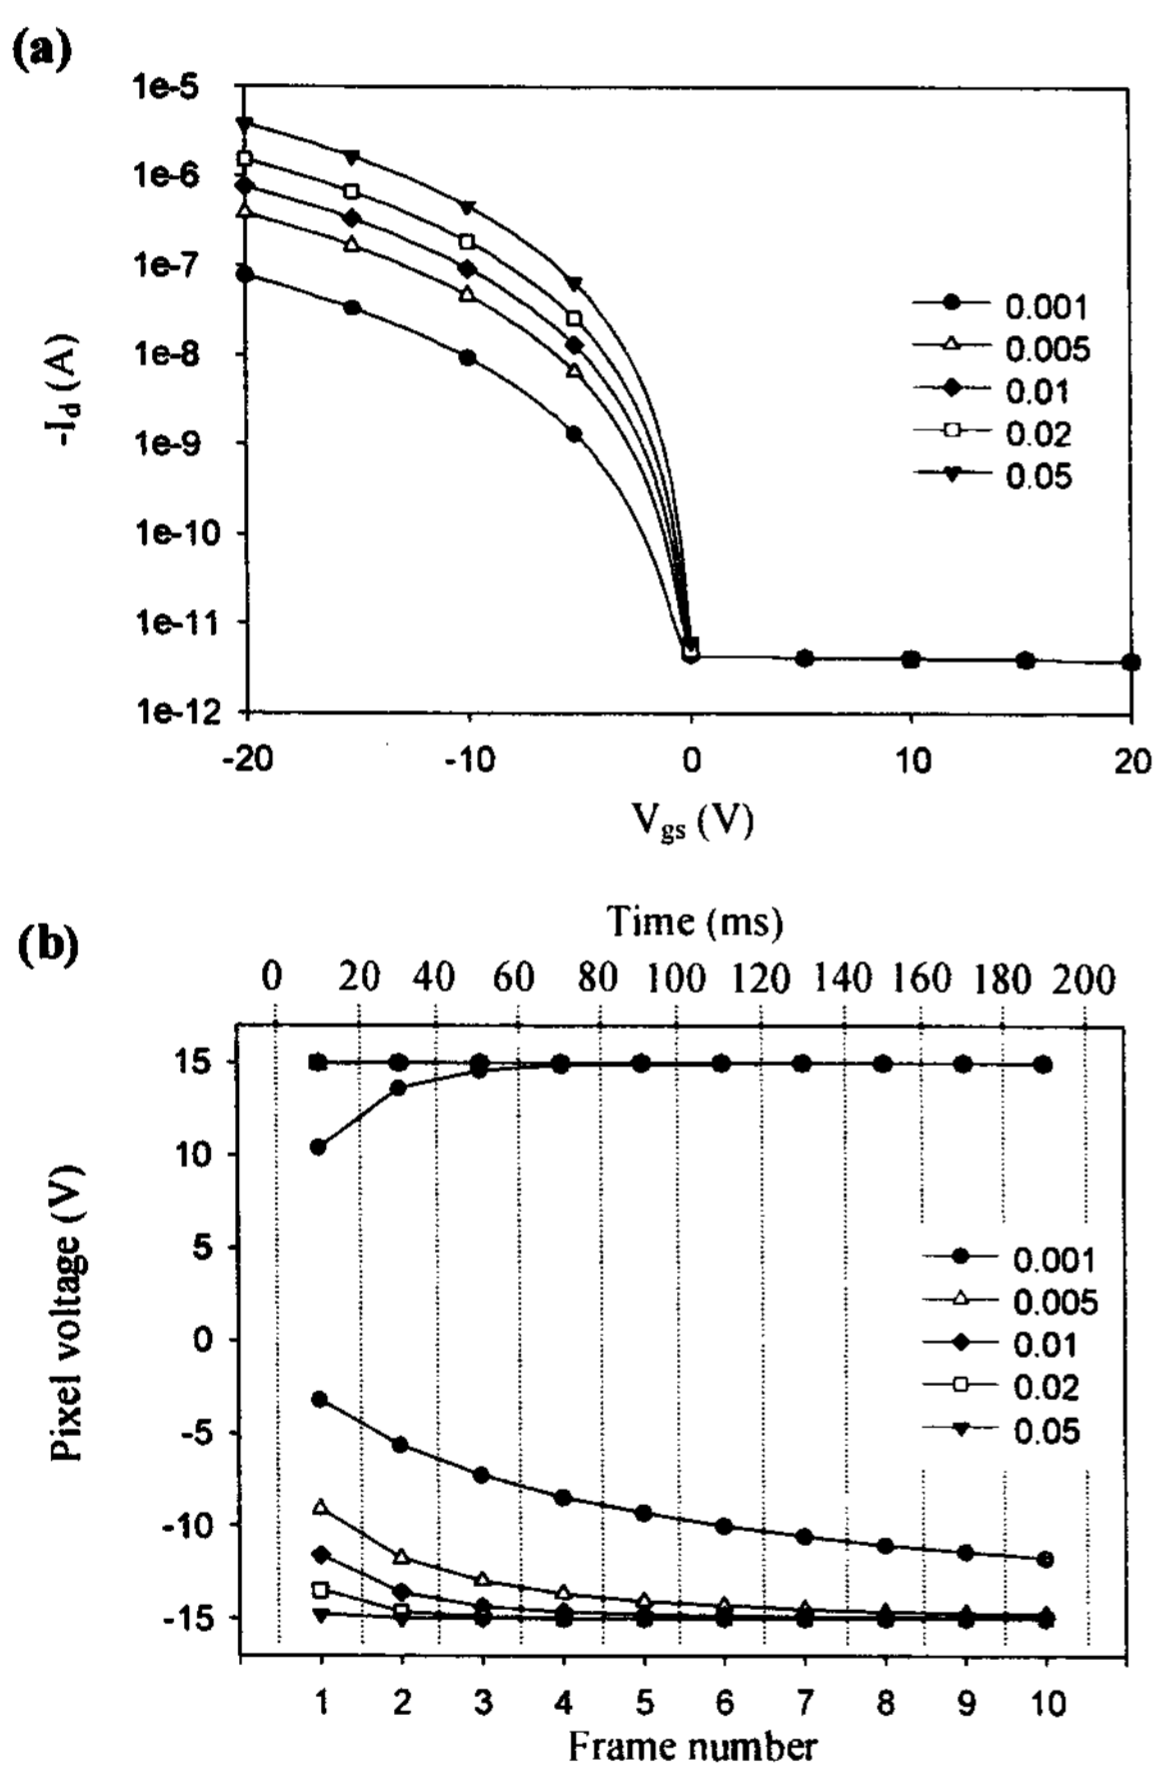 (a)
1e-5
1e-6
1e-7
1e-8
1e-9
1e-10
1e-11
1e-12
-I_d (A)
0.001
0.005
0.01
0.02
0.05
-20 -10 0 10 20
V_gs (V)
(b)
Time (ms)
0 20 40 60 80 100 120 140 160 180 200
15
10
5
0
-5
-10
-15
Pixel voltage (V)
0.001
0.005
0.01
0.02
0.05
1 2 3 4 5 6 7 8 9 10
Frame number